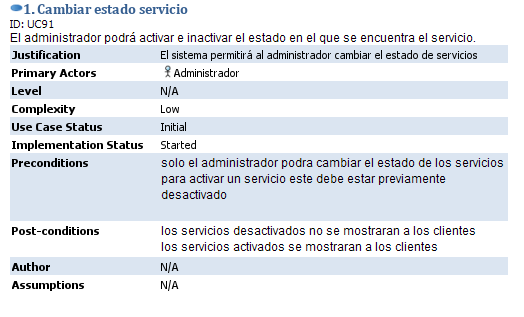 1. Cambiar estado servicio
ID: UC91
El administrador podrá activar e inactivar el estado en el que se encuentra el servicio.
Justification El sistema permitirá al administrador cambiar el estado de servicios
Primary Actors Administrador
Level N/A
Complexity Low
Use Case Status Initial
Implementation Status Started
Preconditions solo el administrador podra cambiar el estado de los servicios
para activar un servicio este debe estar previamente
desactivado
Post-conditions los servicios desactivados no se mostraran a los clientes
los servicios activados se mostraran a los clientes
Author N/A
Assumptions N/A